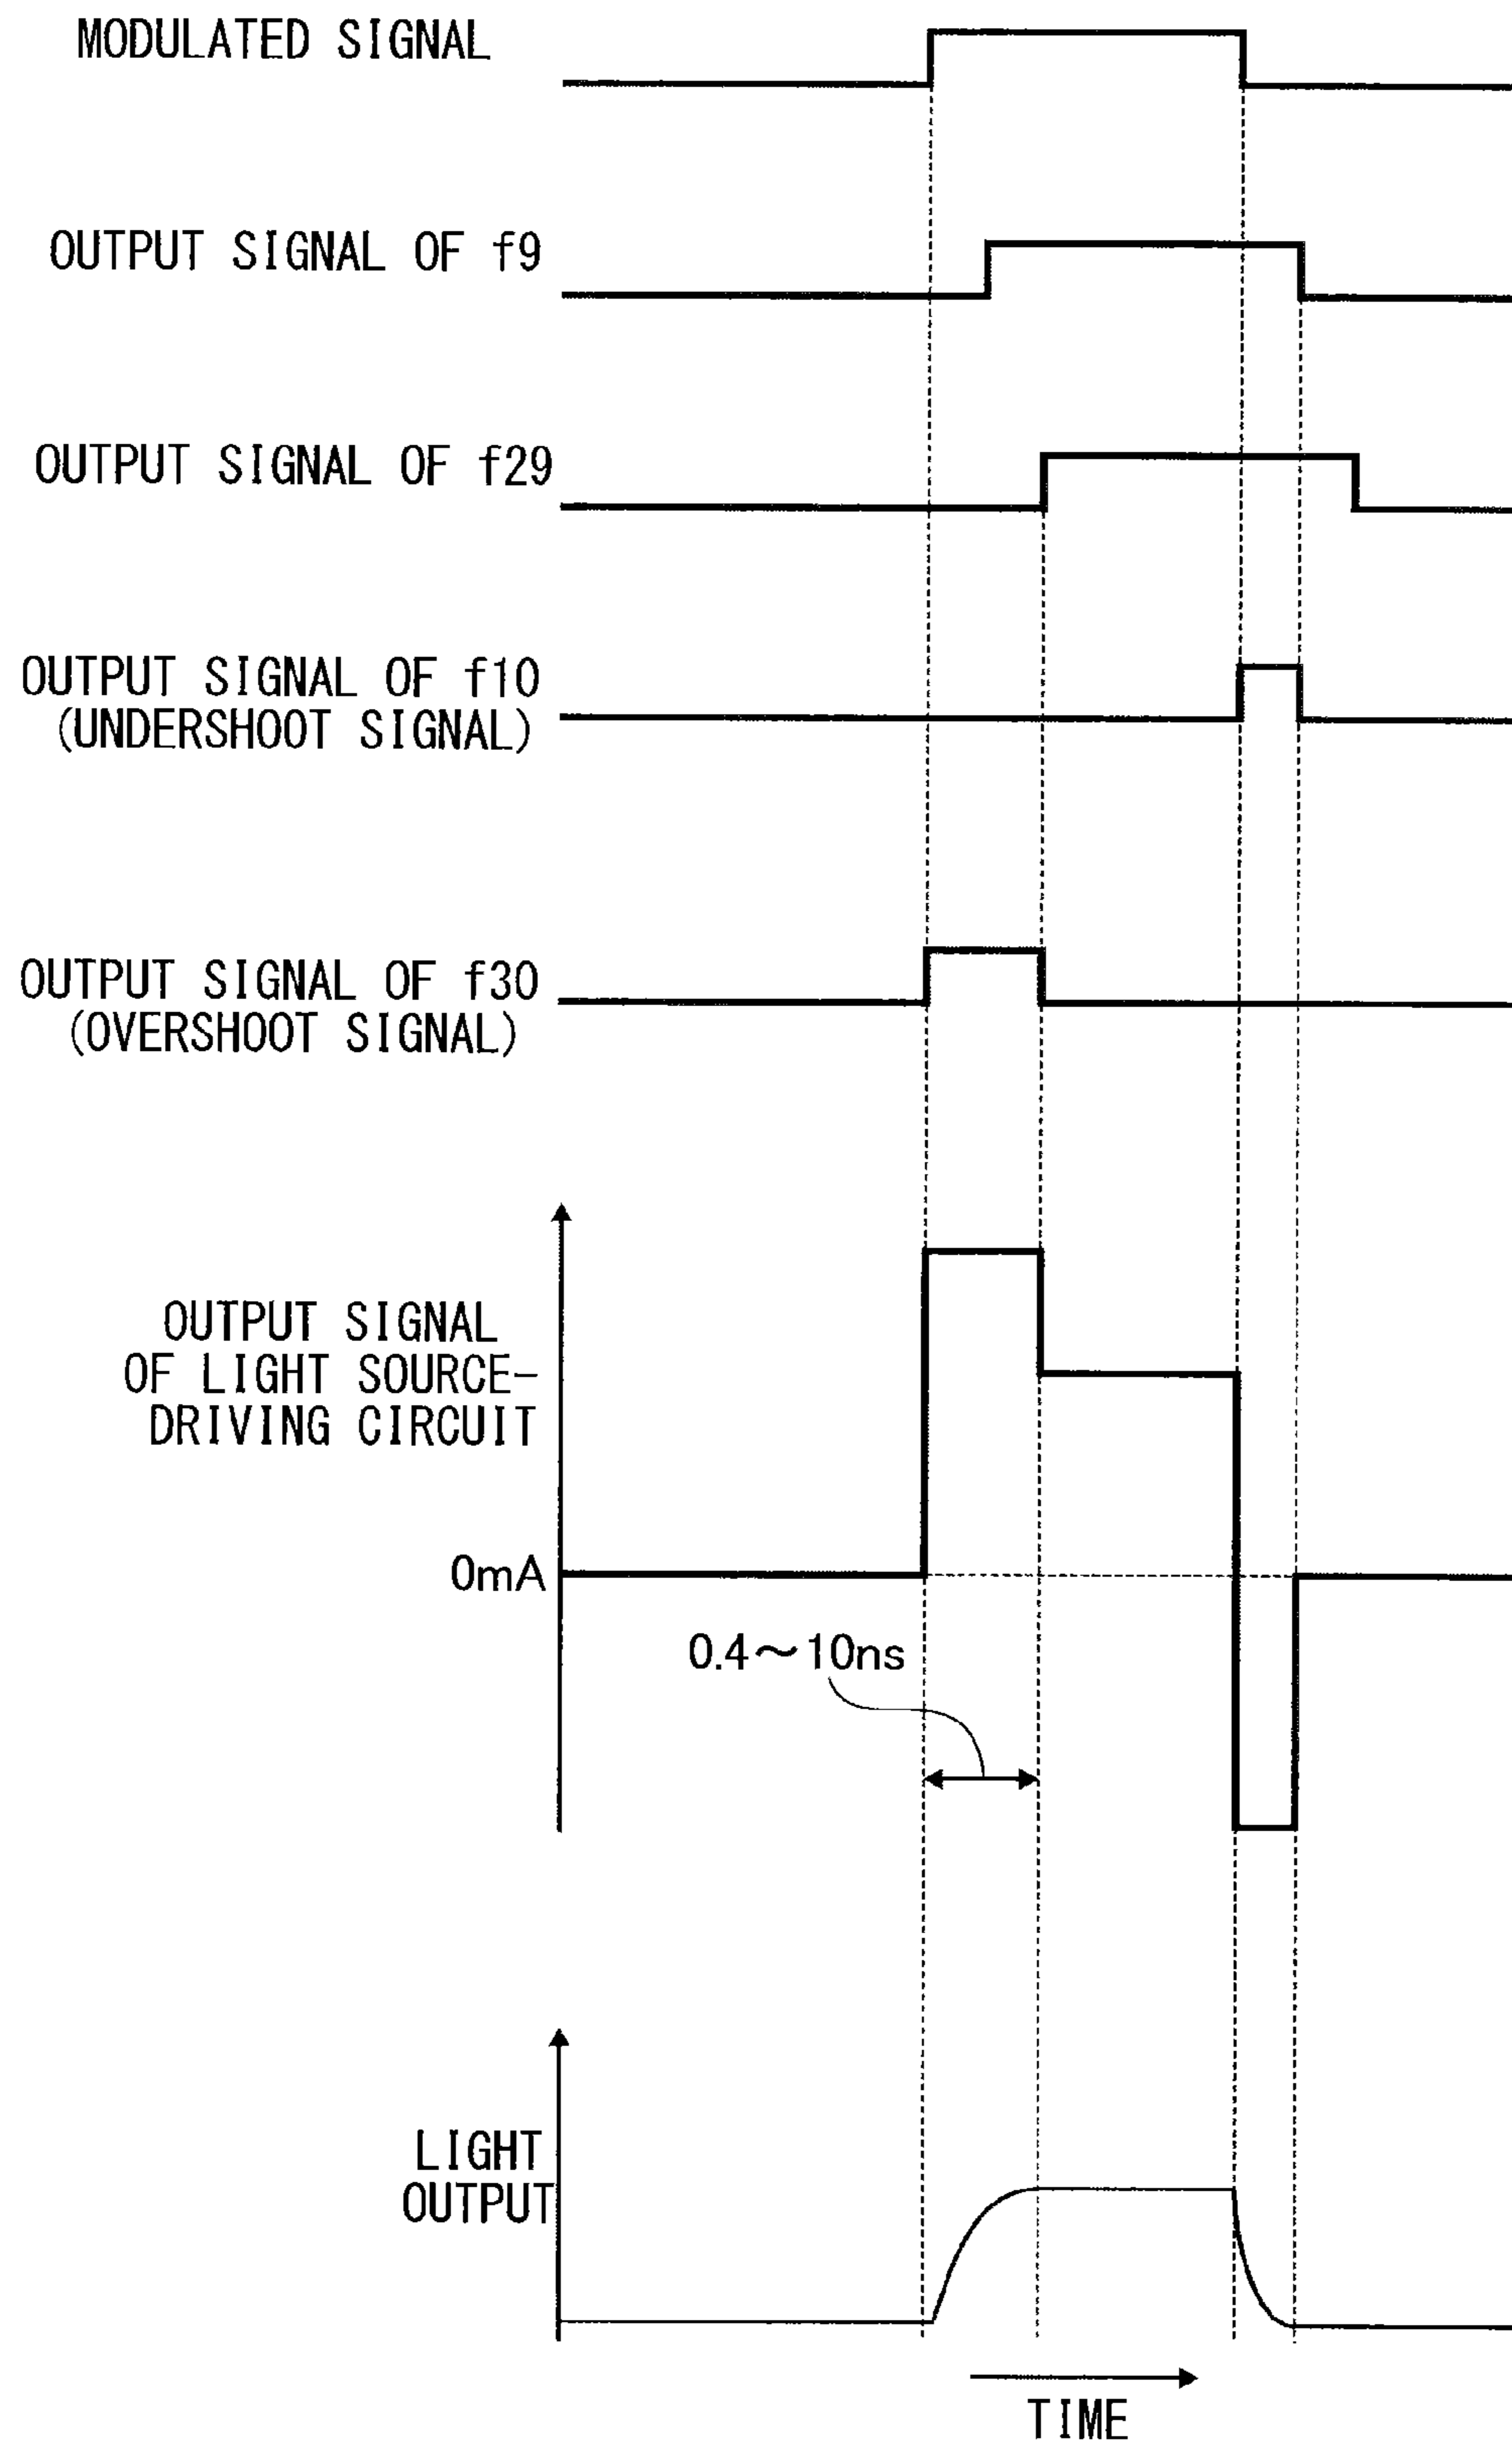 MODULATED SIGNAL
OUTPUT SIGNAL OF f9
OUTPUT SIGNAL OF f29
OUTPUT SIGNAL OF f10
(UNDERSHOOT SIGNAL)
OUTPUT SIGNAL OF f30
(OVERSHOOT SIGNAL)
OUTPUT SIGNAL
OF LIGHT SOURCE-
DRIVING CIRCUIT
0mA
0.4～10ns
LIGHT
OUTPUT
TIME